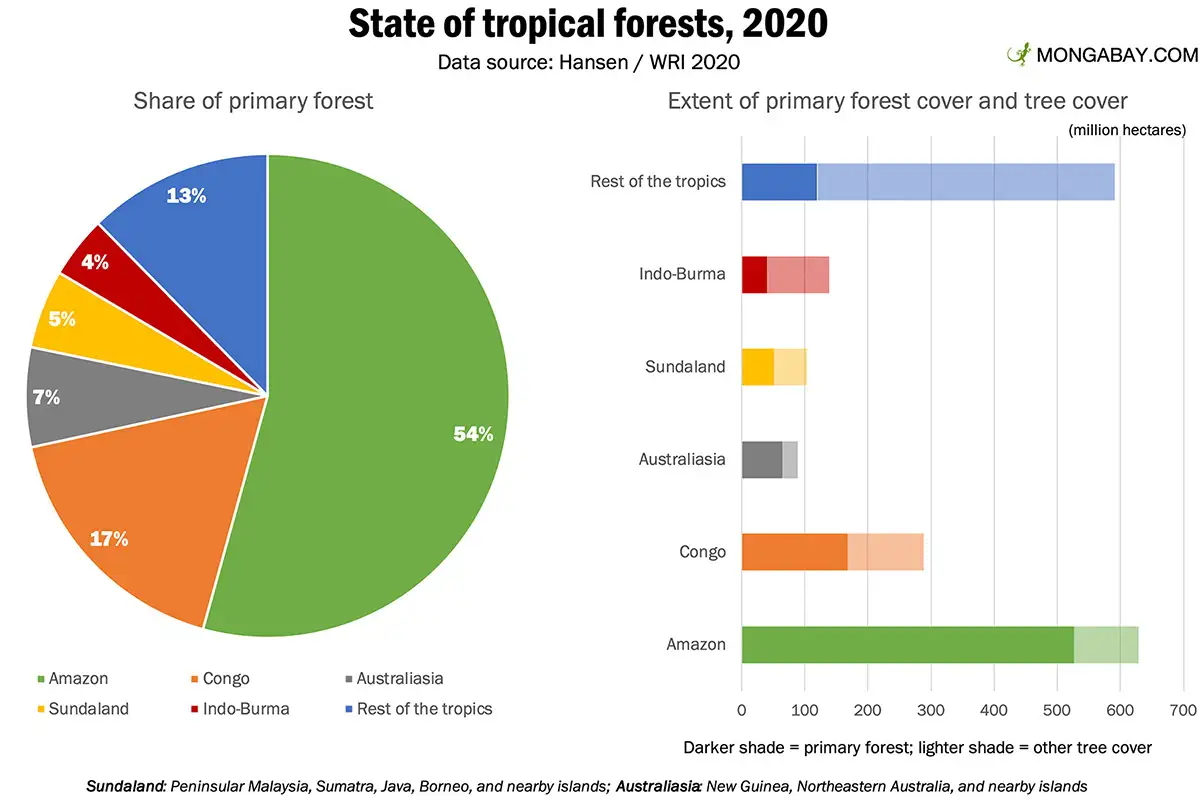 State of tropical forests, 2020
Data source: Hansen / WRI 2020
MONGABAY.COM
Share of primary forest
54%
17%
7%
5%
4%
13%
Amazon
Congo
Australiasia
Sundaland
Indo-Burma
Rest of the tropics
Extent of primary forest cover and tree cover
(million hectares)
Rest of the tropics
Indo-Burma
Sundaland
Australiasia
Congo
Amazon
0 100 200 300 400 500 600 700
Darker shade = primary forest; lighter shade = other tree cover
Sundaland: Peninsular Malaysia, Sumatra, Java, Borneo, and nearby islands; Australiasia: New Guinea, Northeastern Australia, and nearby islands